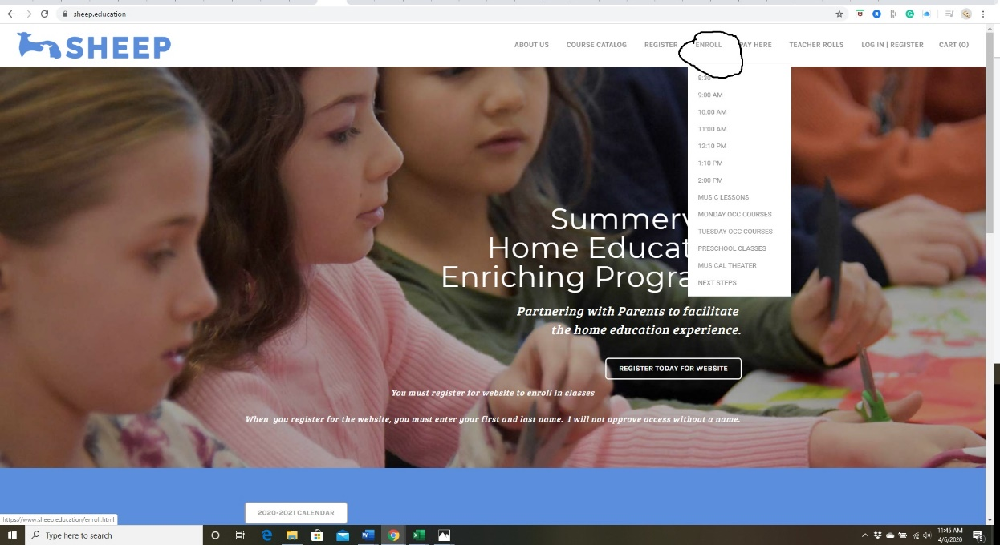 sheep.education
SHEEP
ABOUT US
COURSE CATALOG
REGISTER
ENROLL
PAY HERE
TEACHER ROLLS
LOG IN | REGISTER
CART (0)
8:30
9:00 AM
10:00 AM
11:00 AM
12:10 PM
1:10 PM
2:00 PM
MUSIC LESSONS
MONDAY OCC COURSES
TUESDAY OCC COURSES
PRESCHOOL CLASSES
MUSICAL THEATER
NEXT STEPS
Summerv
Home Educat
Enriching Progra
Partnering with Parents to facilitate
the home education experience.
REGISTER TODAY FOR WEBSITE
You must register for website to enroll in classes
When you register for the website, you must enter your first and last name. I will not approve access without a name.
2020-2021 CALENDAR
https://www.sheep.education/enroll.html
Type here to search
11:45 AM
4/6/2020
5